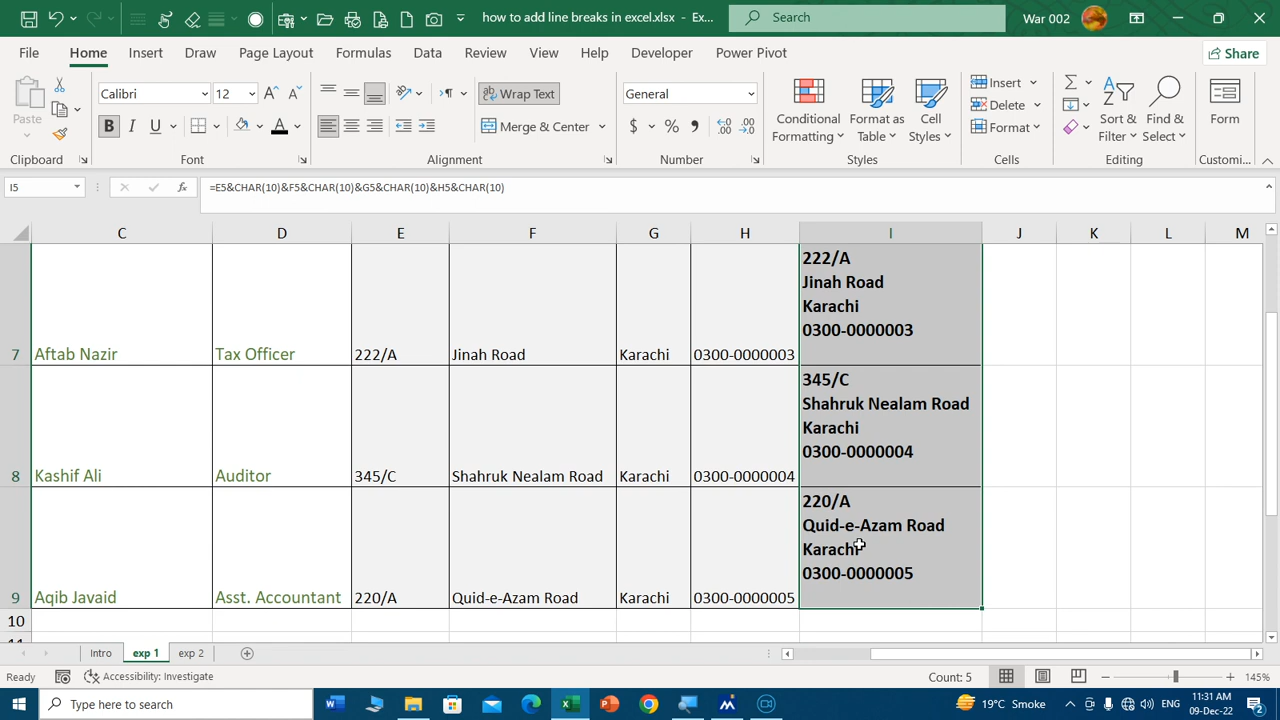 how to add line breaks in excel.xlsx - Ex...
Search
War 002
File
Home
Insert
Draw
Page Layout
Formulas
Data
Review
View
Help
Developer
Power Pivot
Share
Paste
Clipboard
Calibri
12
B
I
U
Font
Wrap Text
Merge & Center
Alignment
General
$
%
Number
Conditional
Formatting
Format as
Table
Cell
Styles
Styles
Insert
Delete
Format
Cells
Sort &
Filter
Find &
Select
Editing
Form
Customi...
I5
fx
=E5&CHAR(10)&F5&CHAR(10)&G5&CHAR(10)&H5&CHAR(10)
C D E F G H I J K L M
222/A
Jinah Road
Karachi
0300-0000003
7 Aftab Nazir Tax Officer 222/A Jinah Road Karachi 0300-0000003
345/C
Shahruk Nealam Road
Karachi
0300-0000004
8 Kashif Ali Auditor 345/C Shahruk Nealam Road Karachi 0300-0000004
220/A
Quid-e-Azam Road
Karachi
0300-0000005
9 Aqib Javaid Asst. Accountant 220/A Quid-e-Azam Road Karachi 0300-0000005
10
11
Intro
exp 1
exp 2
Ready
Accessibility: Investigate
Count: 5
145%
Type here to search
19°C Smoke
ENG
11:31 AM
09-Dec-22
2